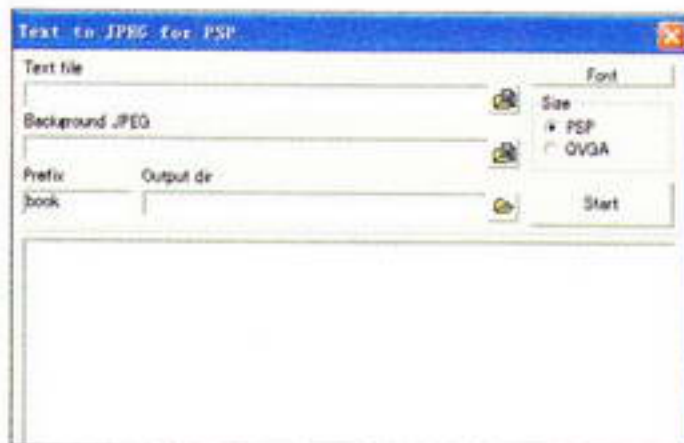 Text to JPEG for PSP
Text file
Font
Size
PSP
QVGA
Background JPEG
Prefix
Output dir
book
Start